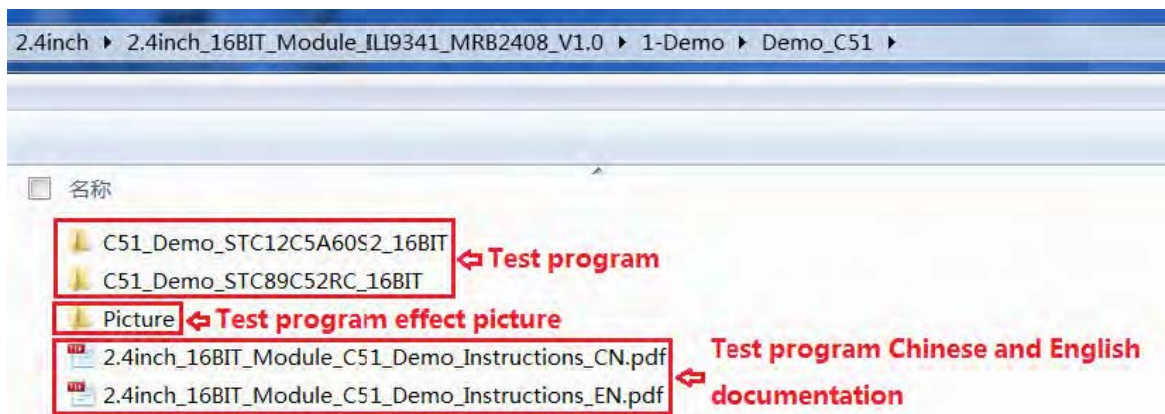 2.4inch ▸ 2.4inch_16BIT_Module_ILI9341_MRB2408_V1.0 ▸ 1-Demo ▸ Demo_C51 ▸
名称
C51_Demo_STC12C5A60S2_16BIT
C51_Demo_STC89C52RC_16BIT
Test program
Picture
Test program effect picture
2.4inch_16BIT_Module_C51_Demo_Instructions_CN.pdf
2.4inch_16BIT_Module_C51_Demo_Instructions_EN.pdf
Test program Chinese and English
documentation